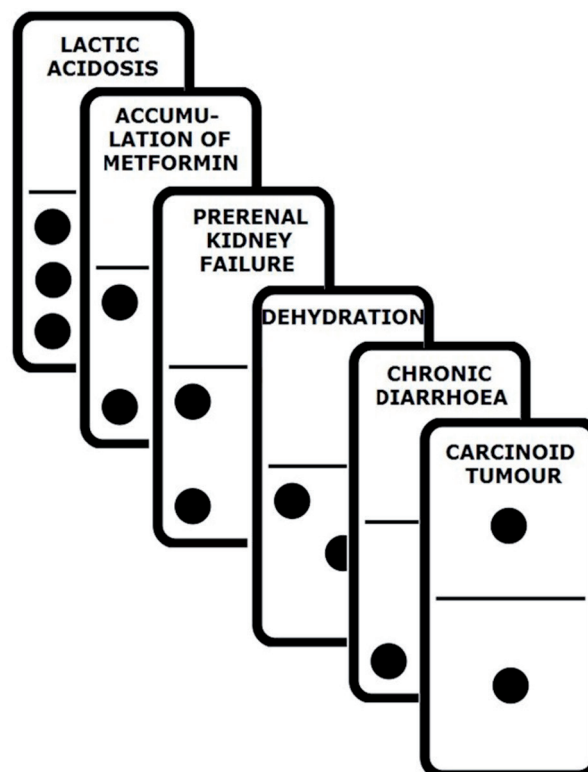 LACTIC
ACIDOSIS
ACCUMU-
LATION OF
METFORMIN
PRERENAL
KIDNEY
FAILURE
DEHYDRATION
CHRONIC
DIARRHOEA
CARCINOID
TUMOUR